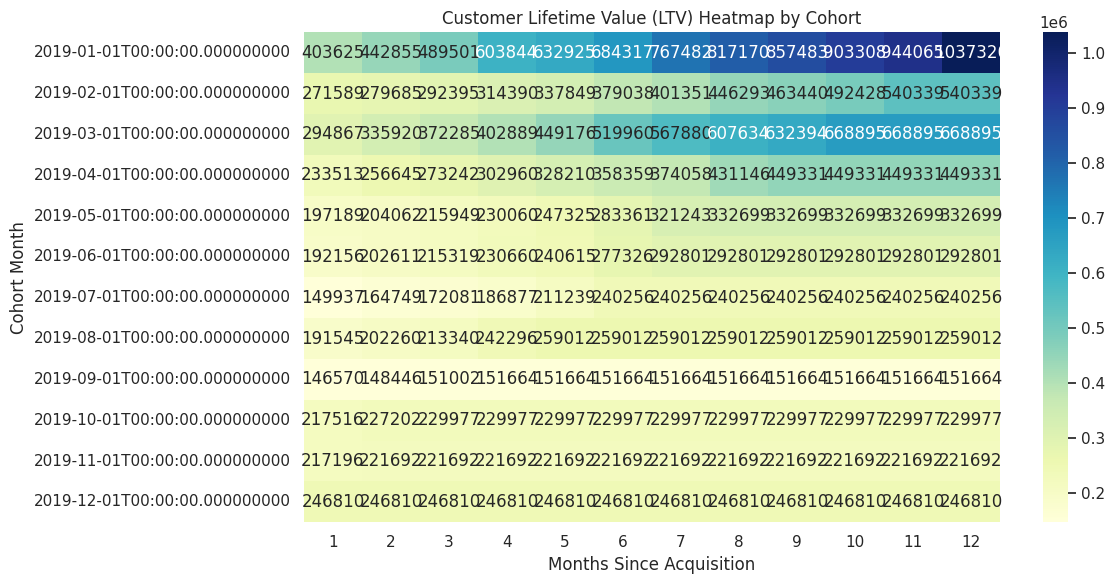 Customer Lifetime Value (LTV) Heatmap by Cohort
1e6
2019-01-01T00:00:00.000000000 403625 442855 489501 603844 632925 684317 767482 817170 857483 903308 944065 1037320
2019-02-01T00:00:00.000000000 271589 279685 292395 314390 337849 379038 401351 446293 463440 492428 540339 540339
2019-03-01T00:00:00.000000000 294867 335920 372285 402889 449176 519960 567880 607634 632394 668895 668895 668895
2019-04-01T00:00:00.000000000 233513 256645 273242 302960 328210 358359 374058 431146 449331 449331 449331 449331
2019-05-01T00:00:00.000000000 197189 204062 215949 230060 247325 283361 321243 332699 332699 332699 332699 332699
2019-06-01T00:00:00.000000000 192156 202611 215319 230660 240615 277326 292801 292801 292801 292801 292801 292801
2019-07-01T00:00:00.000000000 149937 164749 172081 186877 211239 240256 240256 240256 240256 240256 240256 240256
2019-08-01T00:00:00.000000000 191545 202260 213340 242296 259012 259012 259012 259012 259012 259012 259012 259012
2019-09-01T00:00:00.000000000 146570 148446 151002 151664 151664 151664 151664 151664 151664 151664 151664 151664
2019-10-01T00:00:00.000000000 217516 227202 229977 229977 229977 229977 229977 229977 229977 229977 229977 229977
2019-11-01T00:00:00.000000000 217196 221692 221692 221692 221692 221692 221692 221692 221692 221692 221692 221692
2019-12-01T00:00:00.000000000 246810 246810 246810 246810 246810 246810 246810 246810 246810 246810 246810 246810
1 2 3 4 5 6 7 8 9 10 11 12
Months Since Acquisition
Cohort Month
1.0
0.9
0.8
0.7
0.6
0.5
0.4
0.3
0.2